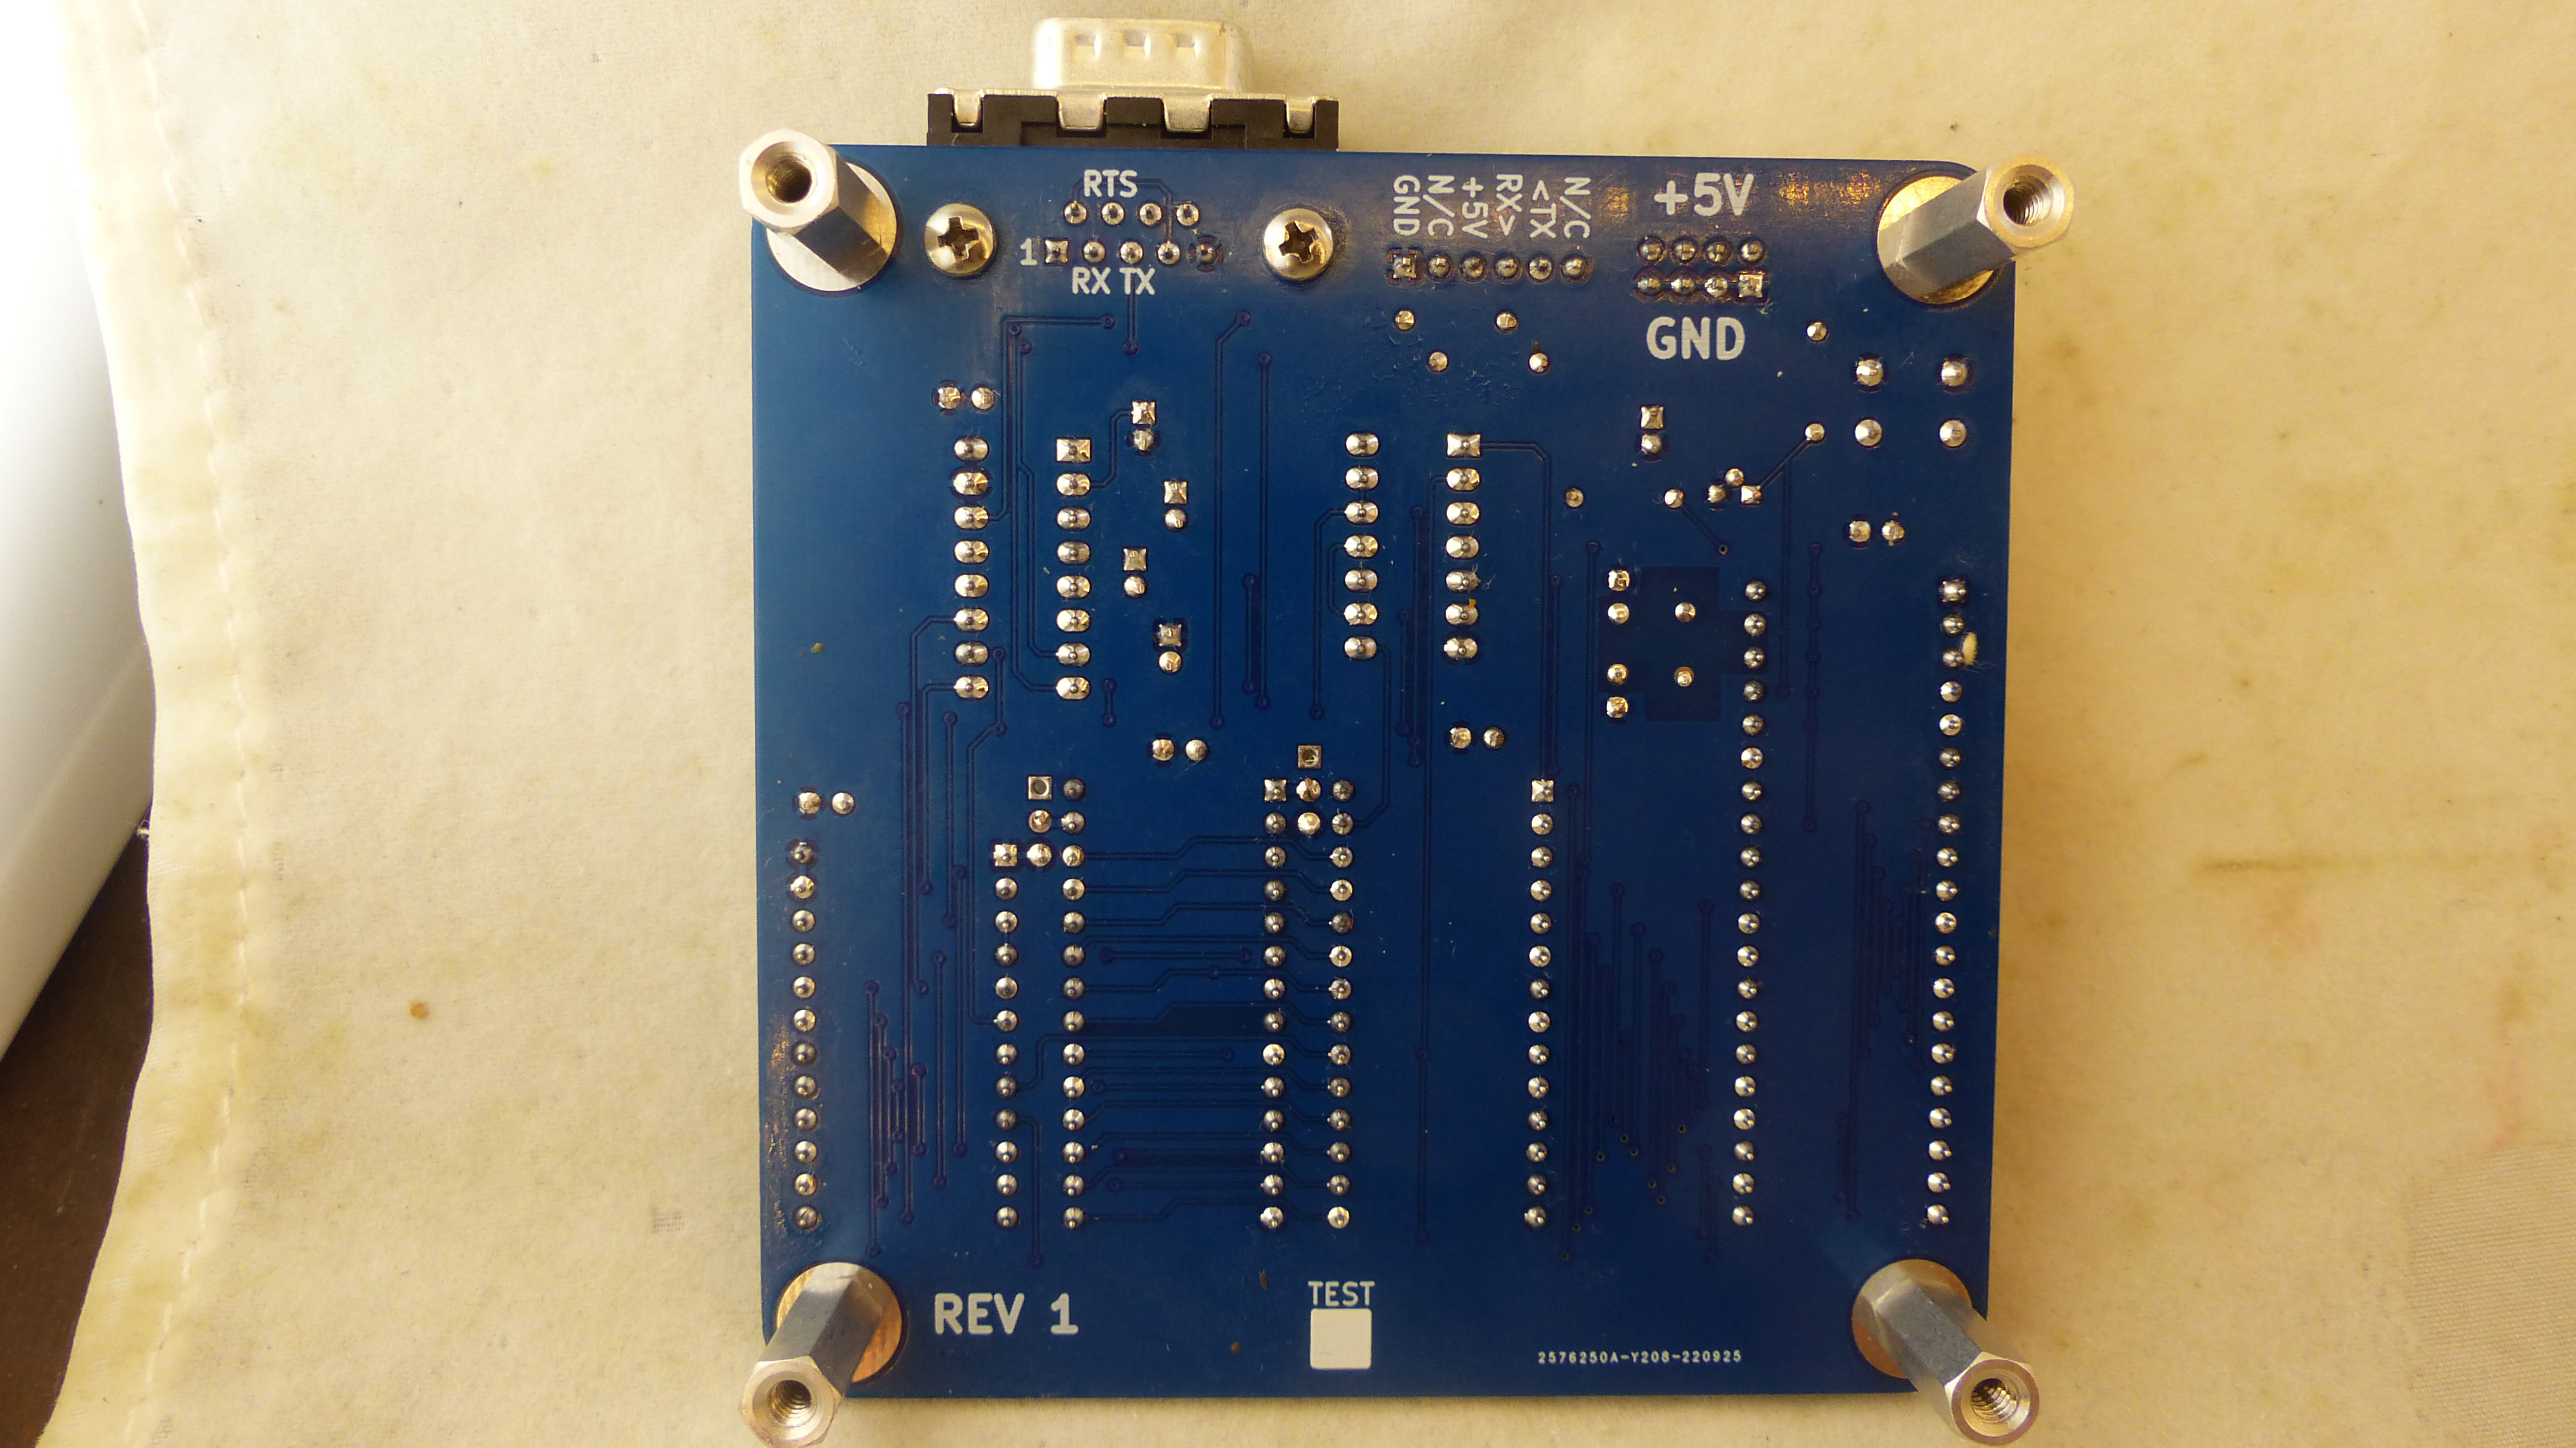 RTS
1
RX TX
GND
N/C
+5V
RX>
<TX
N/C
+5V
GND
REV 1
TEST
2576250A-Y208-220925